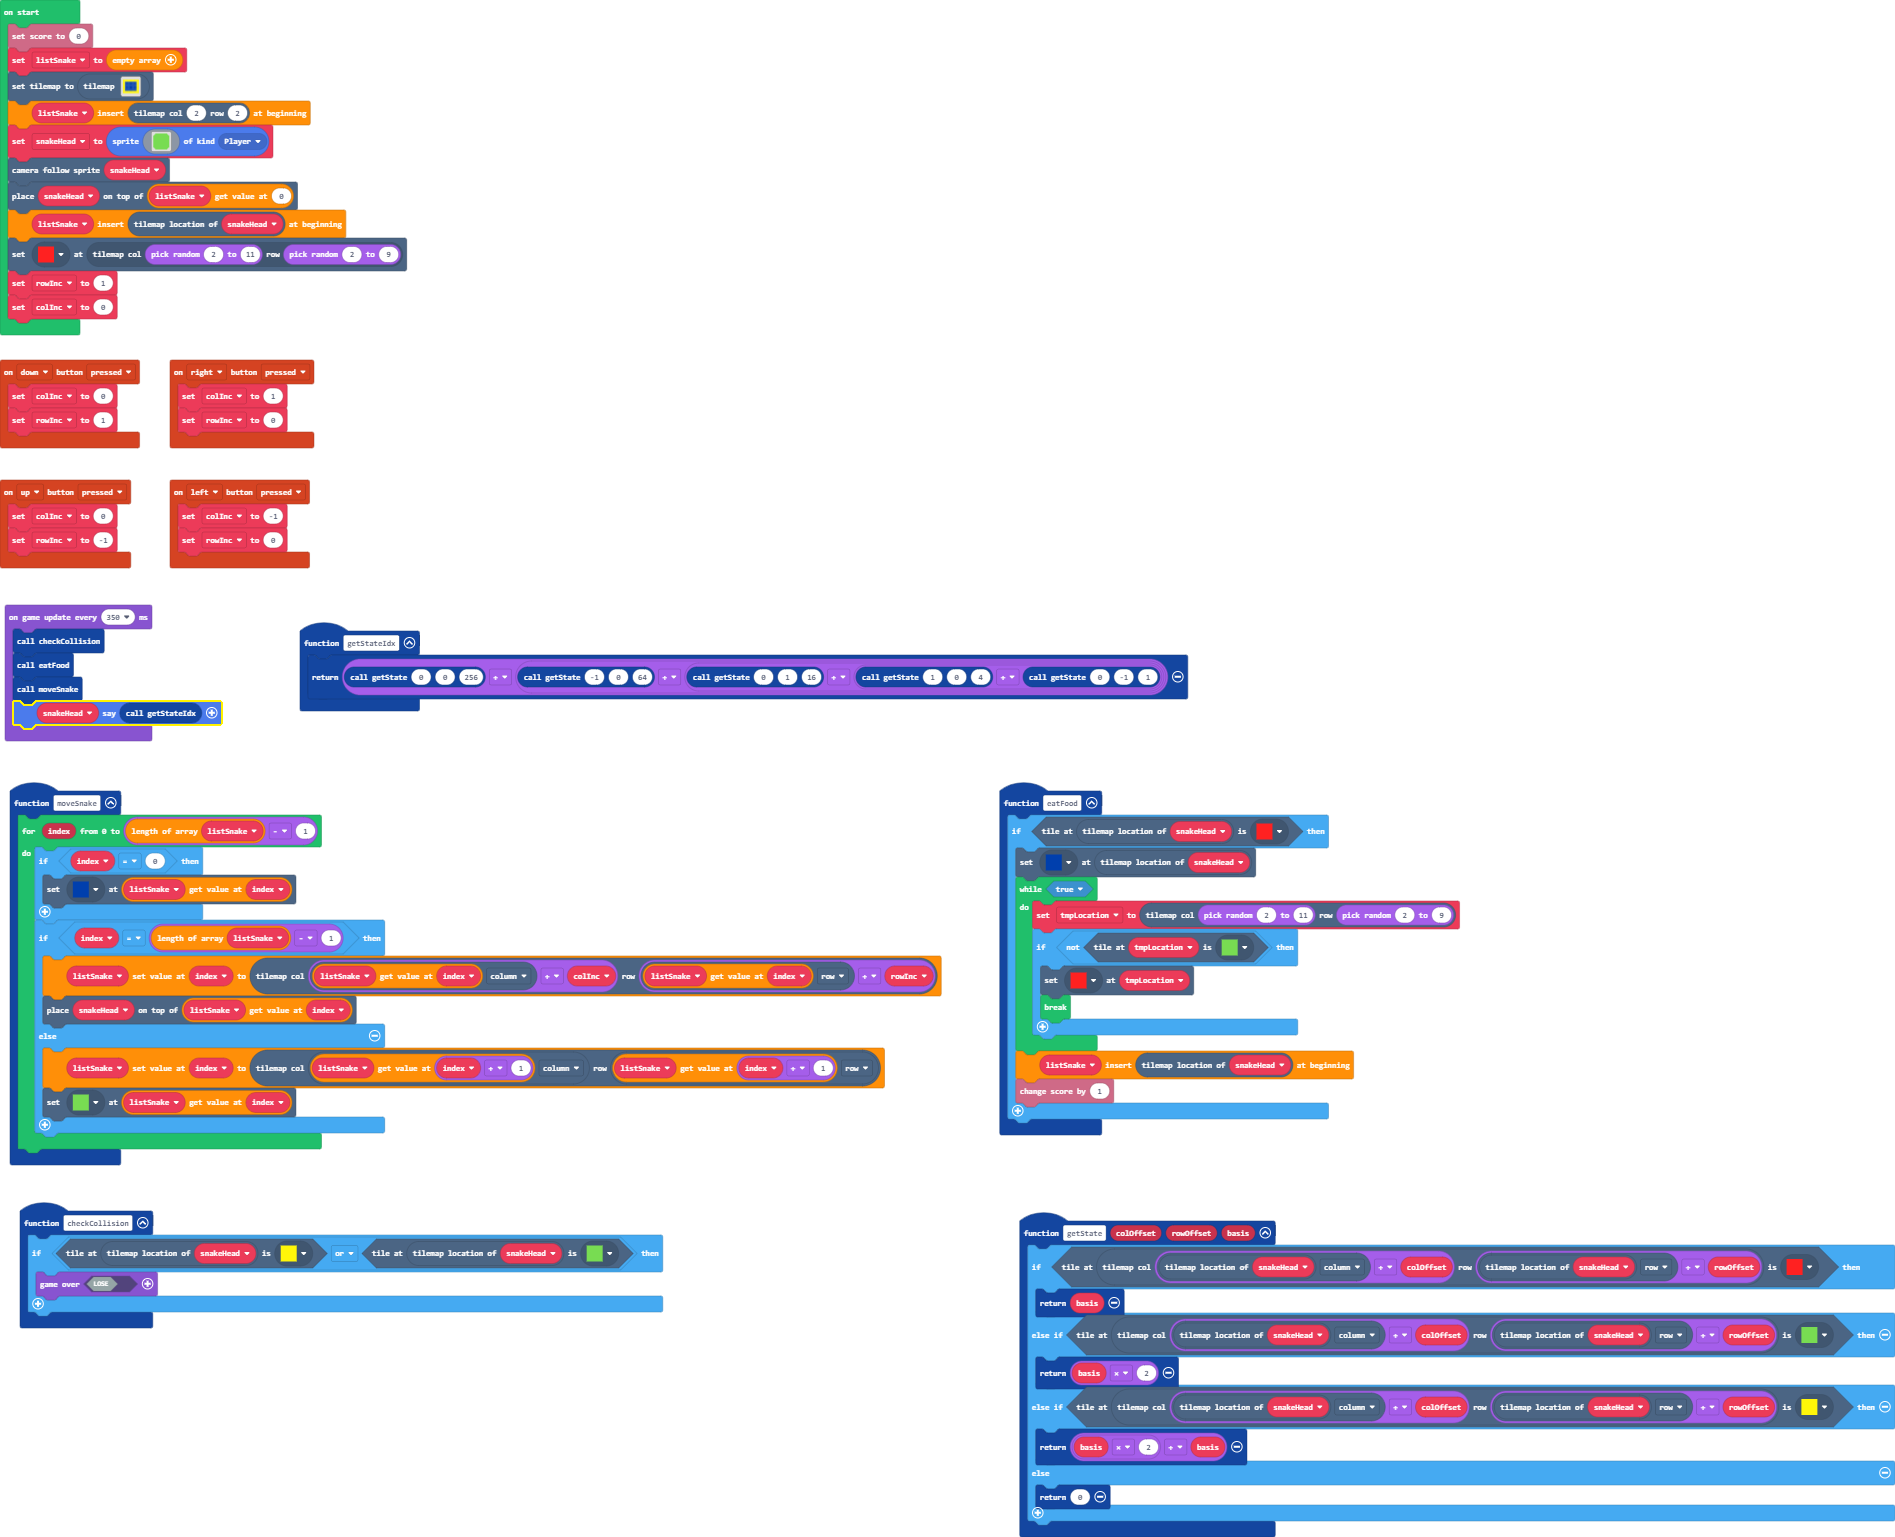 on start
set score to 0
set listSnake to empty array
set tilemap to tilemap
listSnake insert tilemap col 2 row 2 at beginning
set snakeHead to sprite of kind Player
camera follow sprite snakeHead
place snakeHead on top of listSnake get value at 0
listSnake insert tilemap location of snakeHead at beginning
set at tilemap col pick random 2 to 11 row pick random 2 to 9
set rowInc to 1
set colInc to 0
on down button pressed
set colInc to 0
set rowInc to 1
on right button pressed
set colInc to 1
set rowInc to 0
on up button pressed
set colInc to 0
set rowInc to -1
on left button pressed
set colInc to -1
set rowInc to 0
on game update every 350 ms
call checkCollision
call eatFood
call moveSnake
snakeHead say call getStateIdx
function getStateIdx
return call getState 0 0 256 + call getState -1 0 64 + call getState 0 1 16 + call getState 1 0 4 + call getState 0 -1 1
function moveSnake
for index from 0 to length of array listSnake - 1
do
if index = 0 then
set at listSnake get value at index
if index = length of array listSnake - 1 then
listSnake set value at index to tilemap col listSnake get value at index column + colInc row listSnake get value at index row + rowInc
place snakeHead on top of listSnake get value at index
else
listSnake set value at index to tilemap col listSnake get value at index + 1 column row listSnake get value at index + 1 row
set at listSnake get value at index
function eatFood
if tile at tilemap location of snakeHead is then
set at tilemap location of snakeHead
while true
do
set tmpLocation to tilemap col pick random 2 to 11 row pick random 2 to 9
if not tile at tmpLocation is then
set at tmpLocation
break
listSnake insert tilemap location of snakeHead at beginning
change score by 1
function checkCollision
if tile at tilemap location of snakeHead is or tile at tilemap location of snakeHead is then
game over LOSE
function getState colOffset rowOffset basis
if tile at tilemap col tilemap location of snakeHead column + colOffset row tilemap location of snakeHead row + rowOffset is then
return basis
else if tile at tilemap col tilemap location of snakeHead column + colOffset row tilemap location of snakeHead row + rowOffset is then
return basis × 2
else if tile at tilemap col tilemap location of snakeHead column + colOffset row tilemap location of snakeHead row + rowOffset is then
return basis × 2 + basis
else
return 0